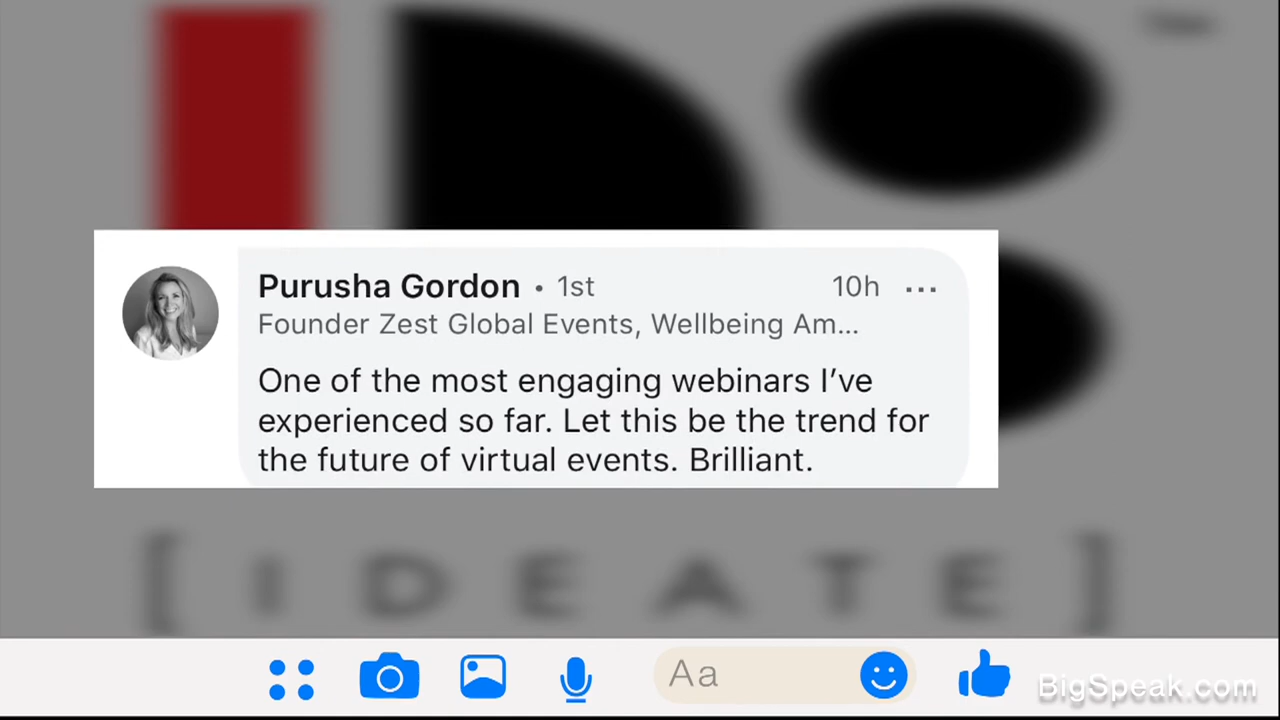 Purusha Gordon • 1st 10h ...
Founder Zest Global Events, Wellbeing Am...
One of the most engaging webinars I’ve
experienced so far. Let this be the trend for
the future of virtual events. Brilliant.
[ I D E A T E ]
Aa
BigSpeak.com